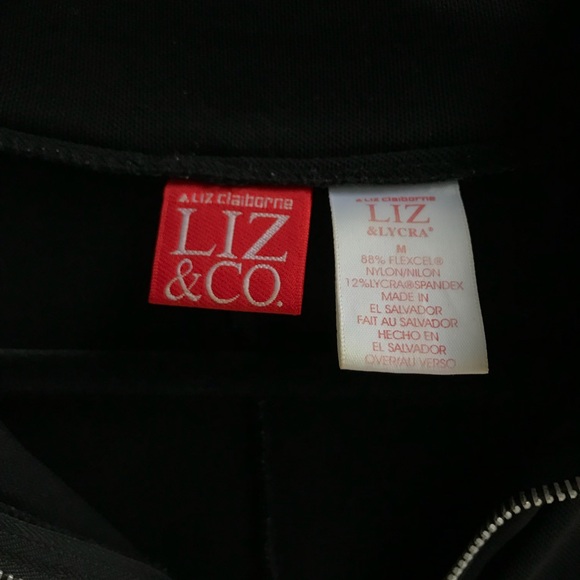 LIZ claiborne
LIZ
&CO.
LIZ claiborne
LIZ
&LYCRA®
M
88% FLEXCEL®
NYLON/NILON
12%LYCRA®SPANDEX
MADE IN
EL SALVADOR
FAIT AU SALVADOR
HECHO EN
EL SALVADOR
OVER/AU VERSO